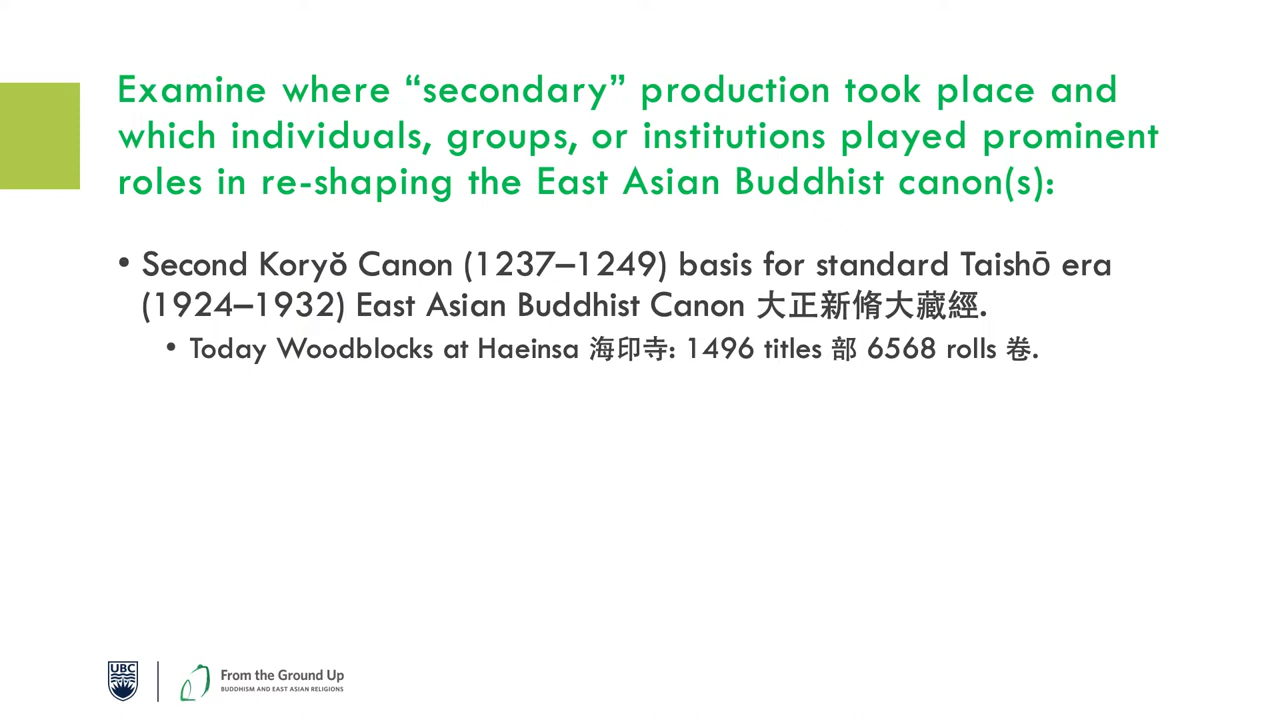 Examine where “secondary” production took place and
which individuals, groups, or institutions played prominent
roles in re-shaping the East Asian Buddhist canon(s):
• Second Koryŏ Canon (1237–1249) basis for standard Taishō era
(1924–1932) East Asian Buddhist Canon 大正新脩大藏經.
• Today Woodblocks at Haeinsa 海印寺: 1496 titles 部 6568 rolls 卷.
UBC
From the Ground Up
BUDDHISM AND EAST ASIAN RELIGIONS